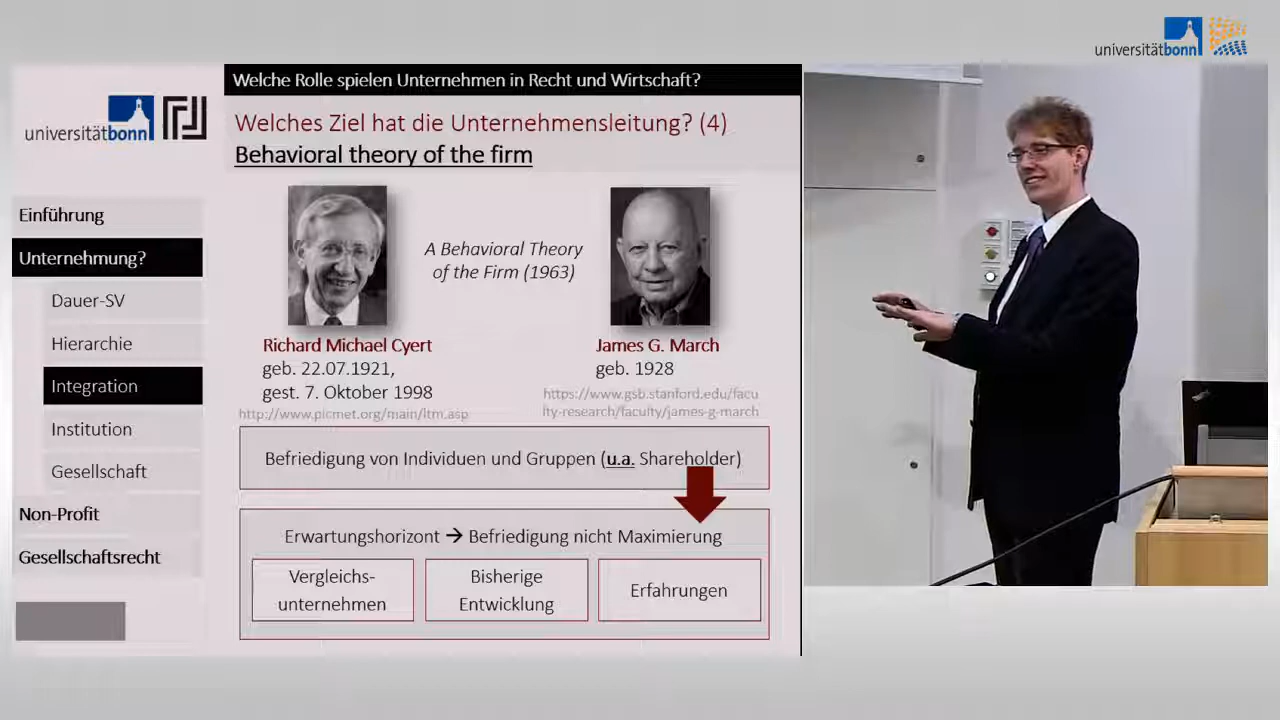 universitätbonn
universitätbonn
Welche Rolle spielen Unternehmen in Recht und Wirtschaft?
Welches Ziel hat die Unternehmensleitung? (4)
Behavioral theory of the firm
Einführung
Unternehmung?
Dauer-SV
Hierarchie
Integration
Institution
Gesellschaft
Non-Profit
Gesellschaftsrecht
A Behavioral Theory
of the Firm (1963)
Richard Michael Cyert
geb. 22.07.1921,
gest. 7. Oktober 1998
http://www.picmet.org/main/ltm.asp
James G. March
geb. 1928
https://www.gsb.stanford.edu/facu
lty-research/faculty/james-g-march
Befriedigung von Individuen und Gruppen (u.a. Shareholder)
Erwartungshorizont → Befriedigung nicht Maximierung
Vergleichs-
unternehmen
Bisherige
Entwicklung
Erfahrungen